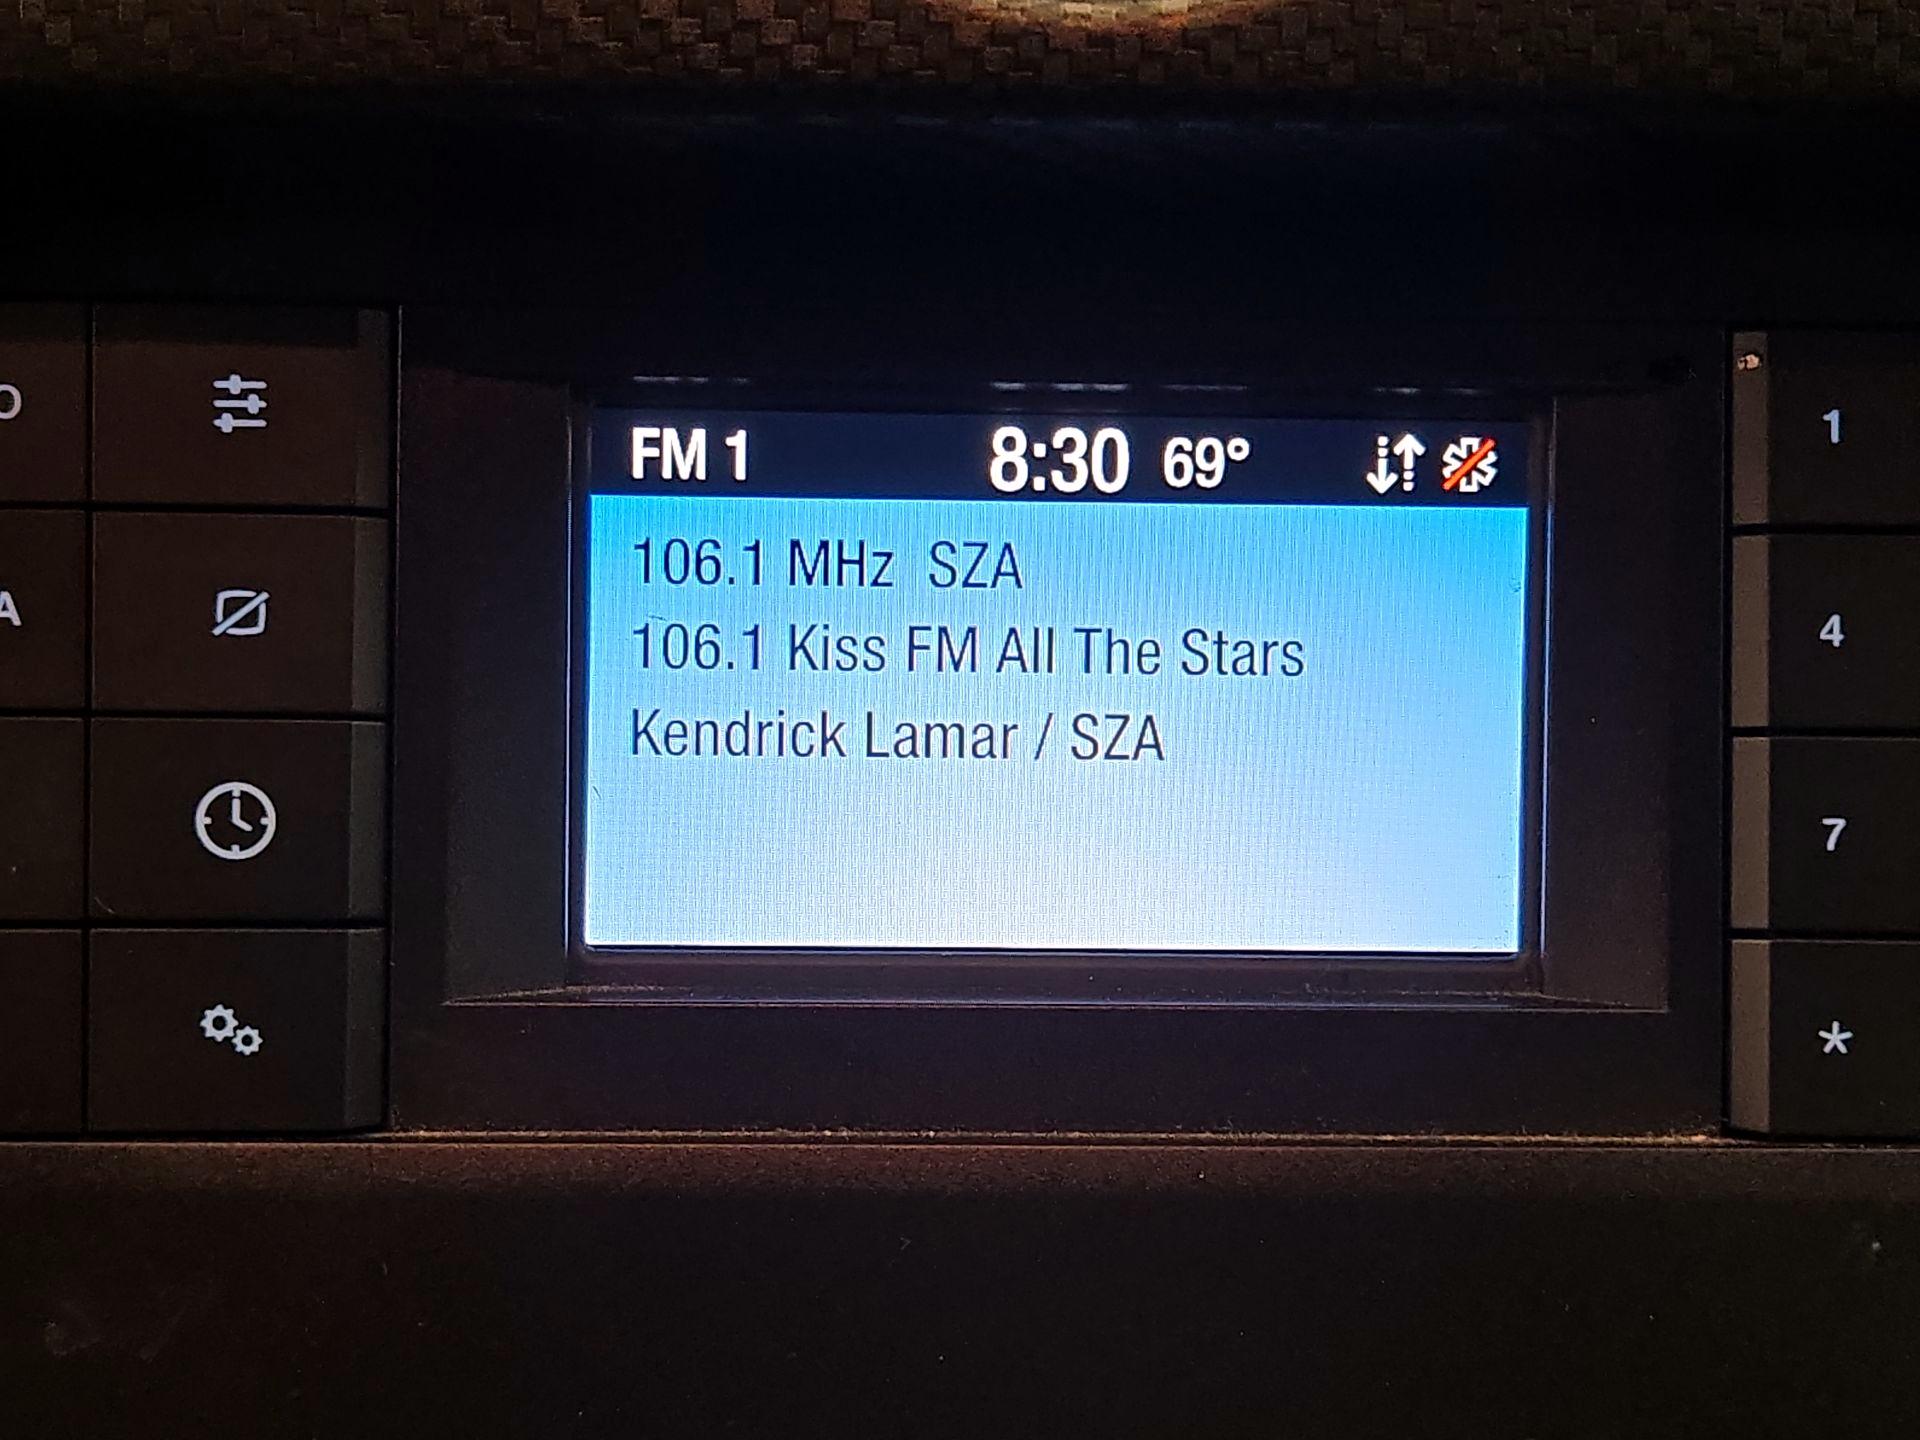 FM 1 8:30 69°
106.1 MHz SZA
106.1 Kiss FM All The Stars
Kendrick Lamar / SZA
O
A
1
4
7
*